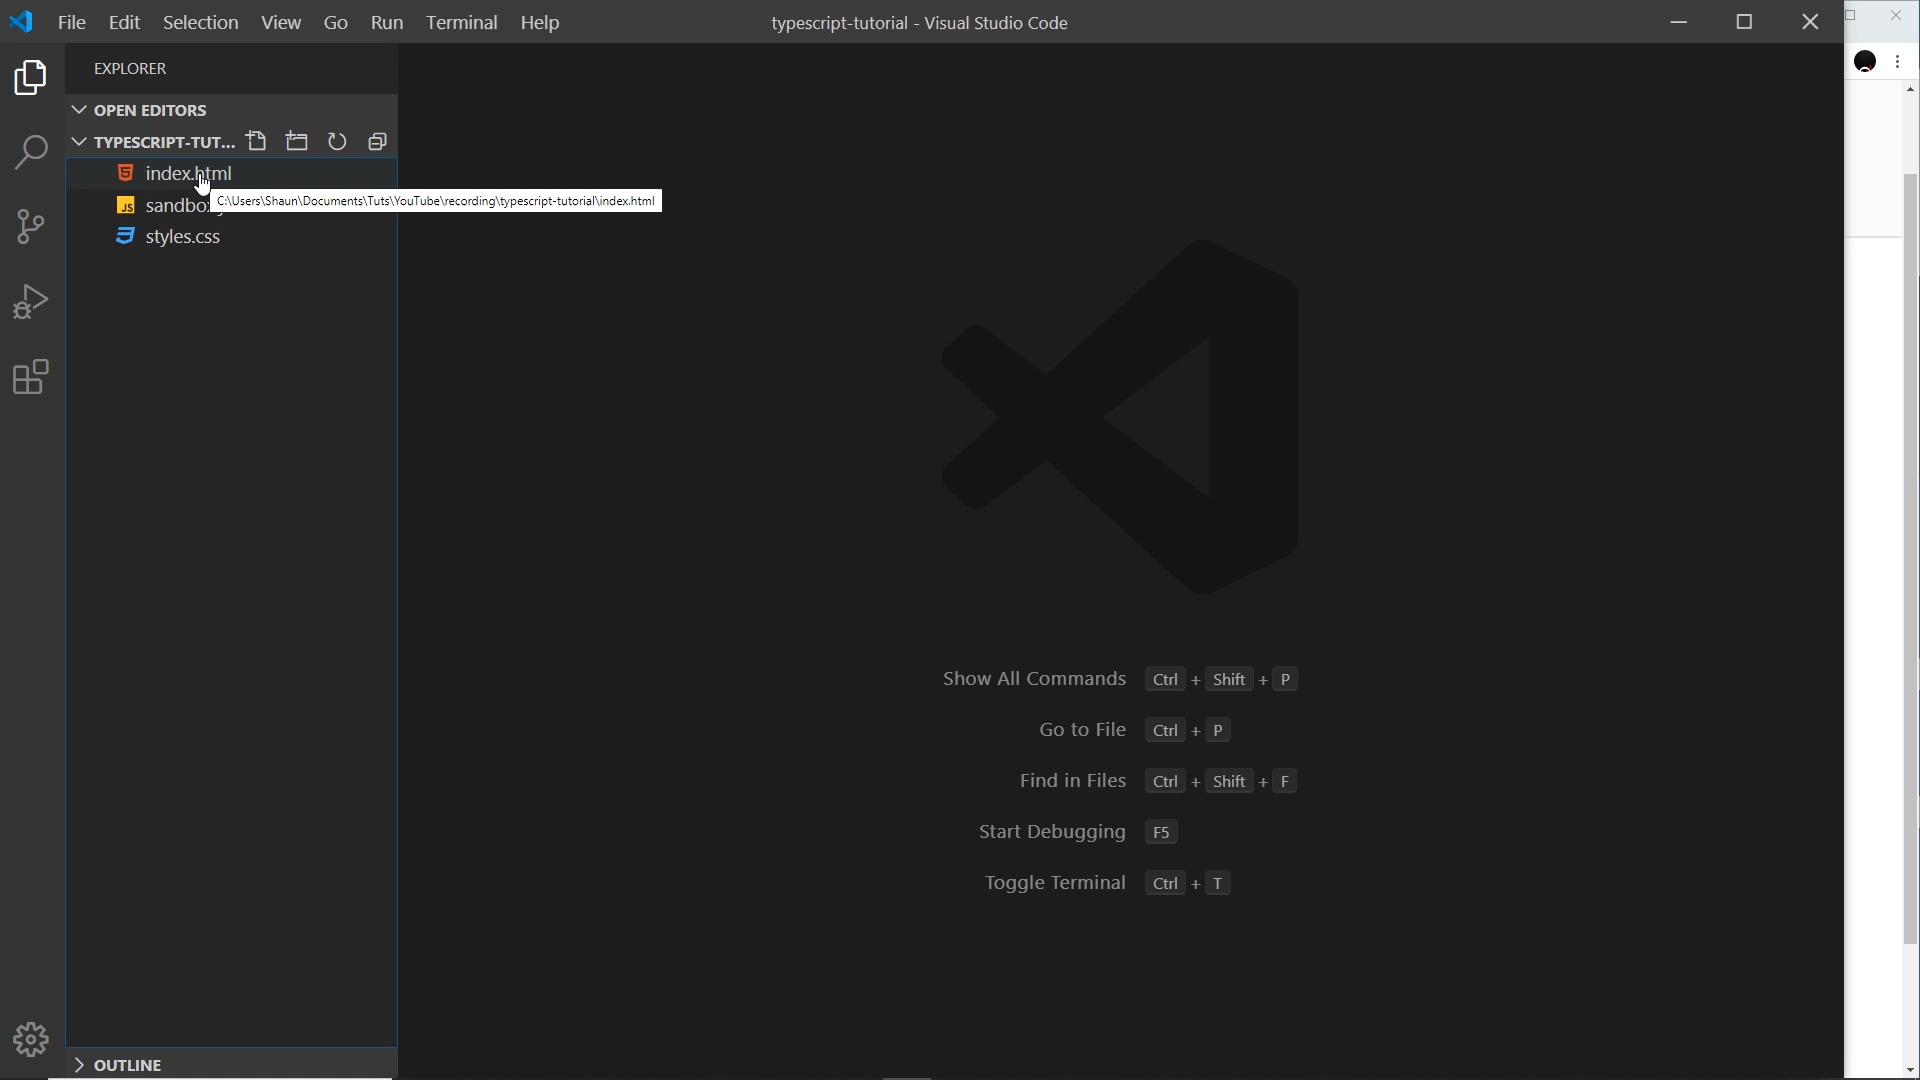 File Edit Selection View Go Run Terminal Help
typescript-tutorial - Visual Studio Code
EXPLORER
OPEN EDITORS
TYPESCRIPT-TUT...
index.html
C:\Users\Shaun\Documents\Tuts\YouTube\recording\typescript-tutorial\index.html
JS
styles.css
Show All Commands Ctrl + Shift + P
Go to File Ctrl + P
Find in Files Ctrl + Shift + F
Start Debugging F5
Toggle Terminal Ctrl + T
OUTLINE